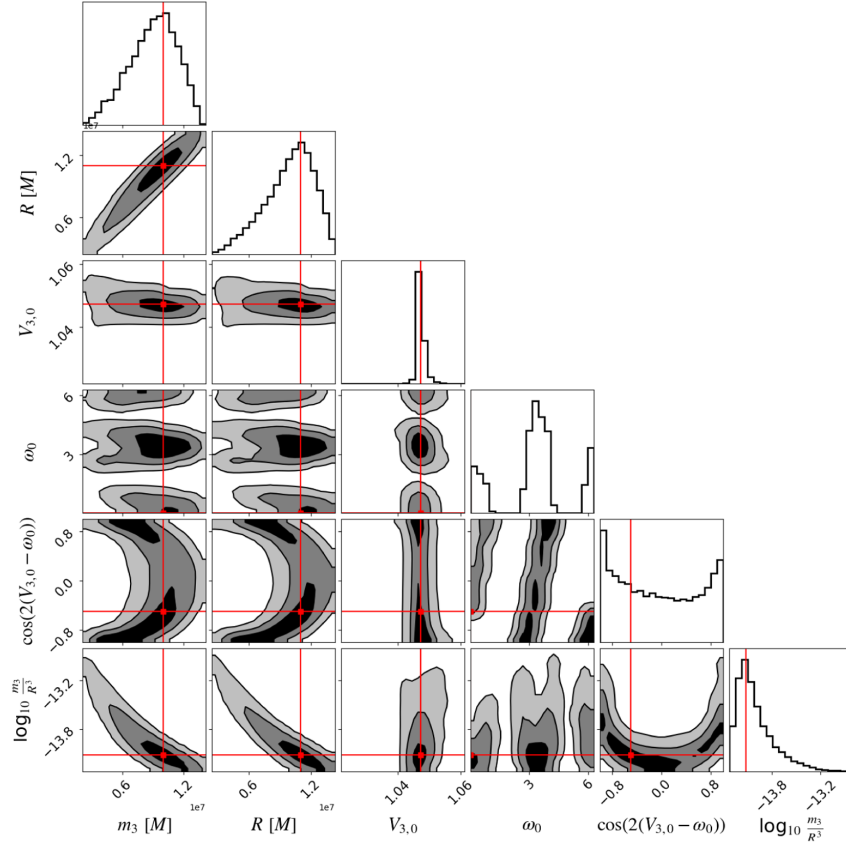 1e7
1.2
0.6
R [M]
1.06
1.04
V_{3,0}
6
3
ω_0
0.8
0.0
−0.8
cos(2(V_{3,0} − ω_0))
−13.2
−13.8
log_{10} \frac{m_3}{R^3}
0.6 1.2 0.6 1.2 1.04 1.06 3 6 −0.8 0.0 0.8 −13.8 −13.2
1e7 1e7
m_3 [M] R [M] V_{3,0} ω_0 cos(2(V_{3,0} − ω_0)) log_{10} \frac{m_3}{R^3}